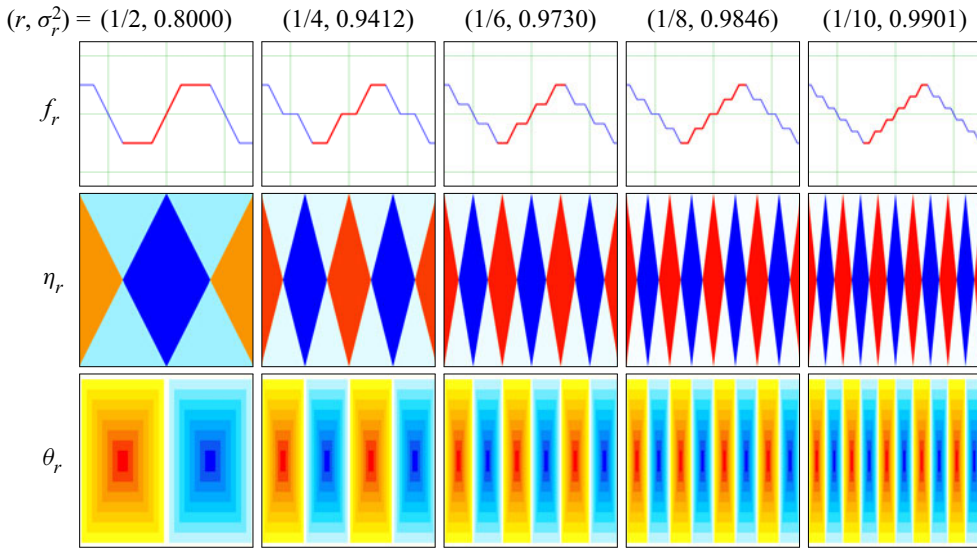 (r, σ_r^2) = (1/2, 0.8000) (1/4, 0.9412) (1/6, 0.9730) (1/8, 0.9846) (1/10, 0.9901)
f_r
η_r
θ_r